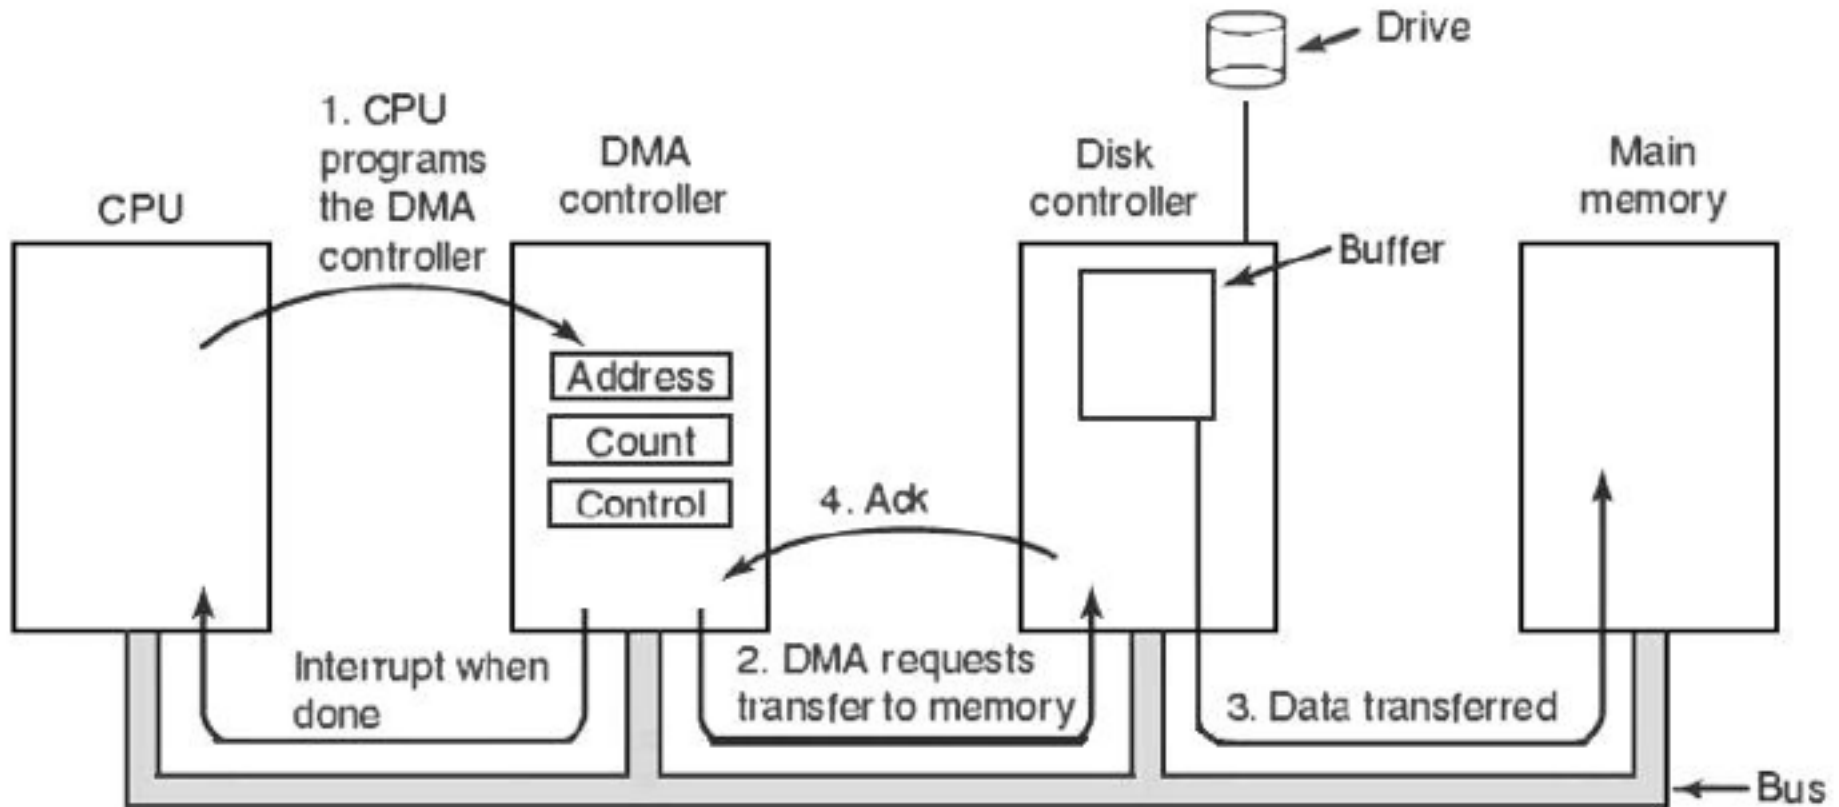 Drive
1. CPU
programs
the DMA
controller
CPU
DMA
controller
Disk
controller
Main
memory
Buffer
Address
Count
Control
4. Ack
Interrupt when
done
2. DMA requests
transfer to memory
3. Data transferred
Bus